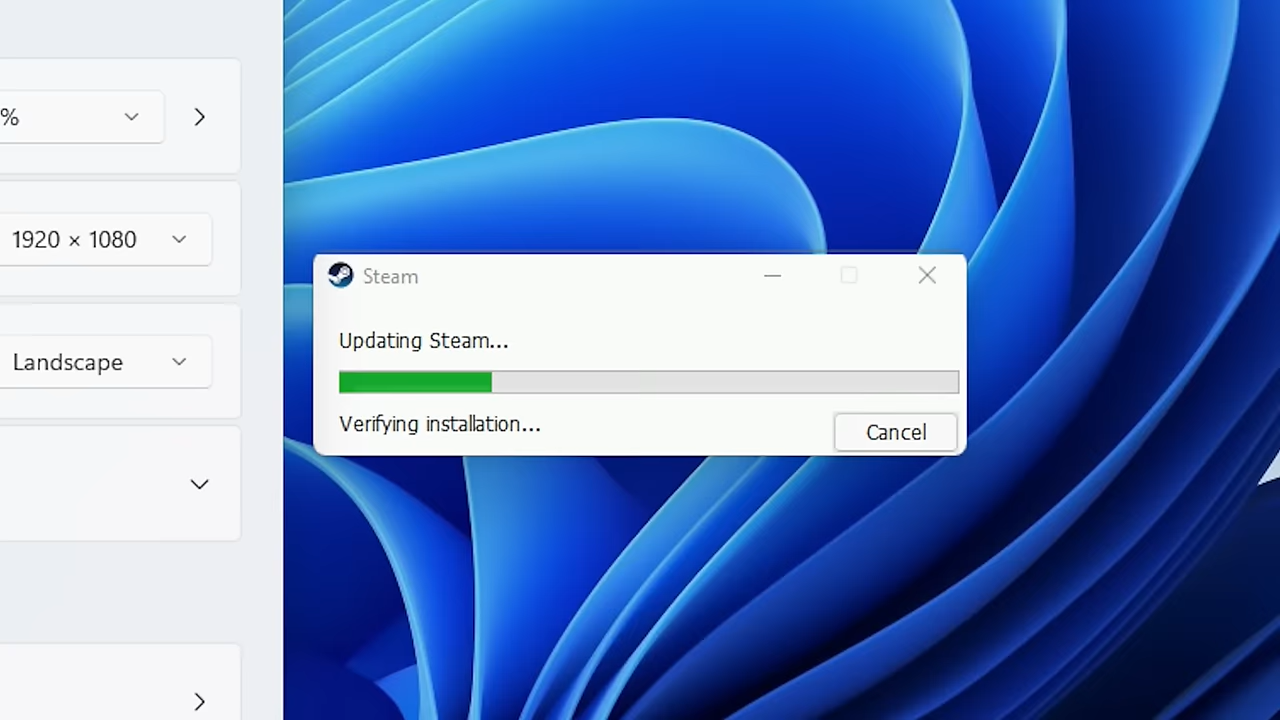 %
1920 × 1080
Landscape
Steam
Updating Steam...
Verifying installation...
Cancel